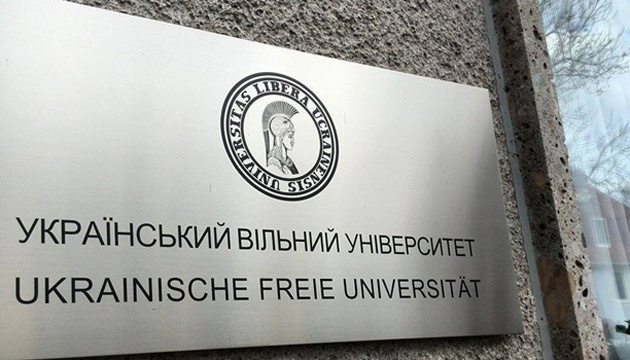 UNIVERSITAS LIBERA UCRAINENSIS
УКРАЇНСЬКИЙ ВІЛЬНИЙ УНІВЕРСИТЕТ
UKRAINISCHE FREIE UNIVERSITÄT